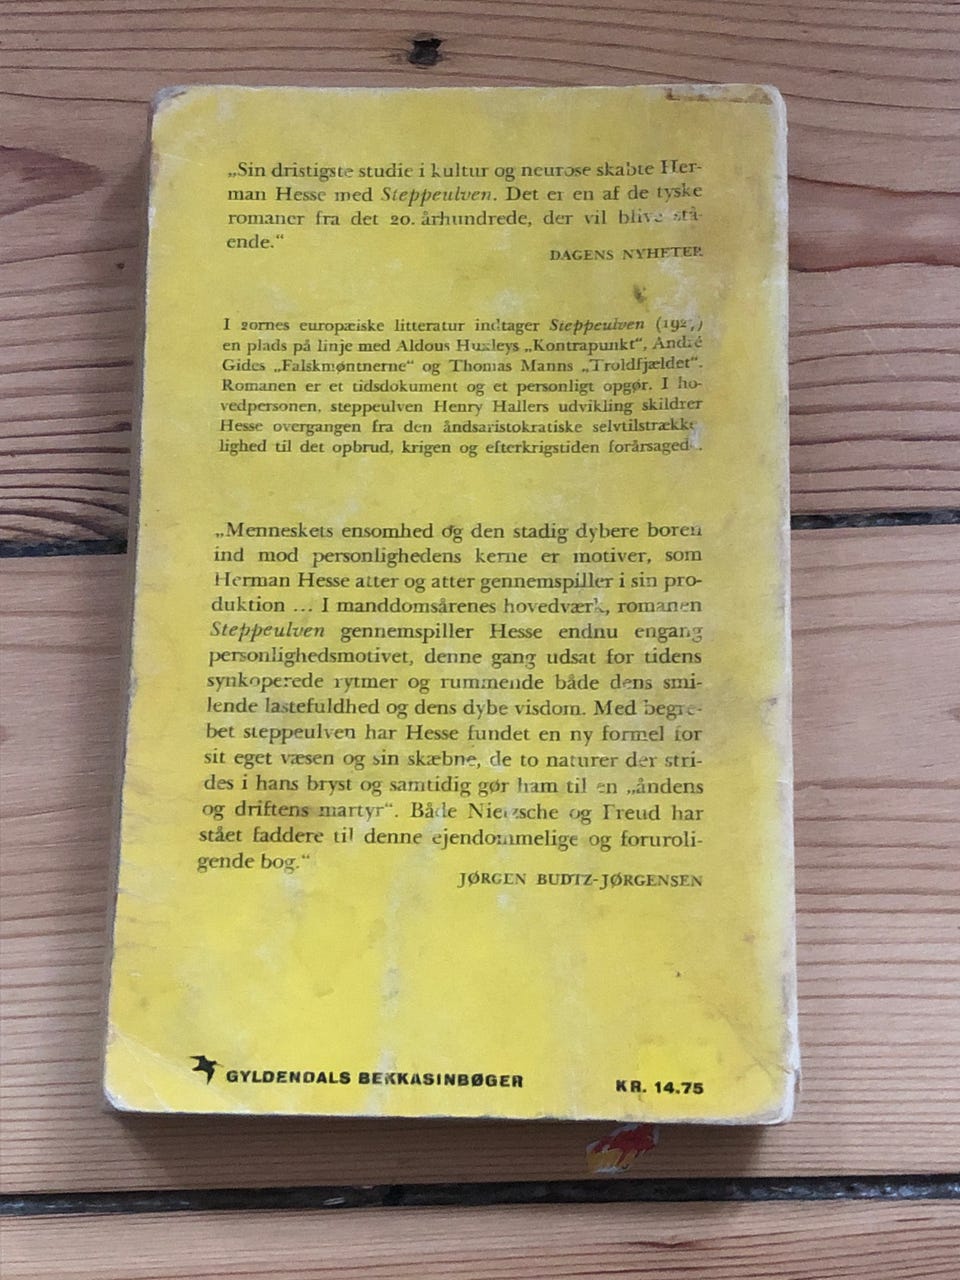 „Sin dristigste studie i kultur og neurose skabte Her-
man Hesse med Steppeulven. Det er en af de tyske
romaner fra det 20. århundrede, der vil blive stå-
ende.“
DAGENS NYHETER
I 20rnes europæiske litteratur indtager Steppeulven
en plads på linje med Aldous Huxleys „Kontrapunkt“, André
Gides „Falskmøntnerne“ og Thomas Manns „Troldfjældet“.
Romanen er et tidsdokument og et personligt opgør. I ho-
vedpersonen, steppeulven Henry Hallers udvikling skildrer
Hesse overgangen fra den åndsaristokratiske selvtilstrække
lighed til det opbrud, krigen og efterkrigstiden forårsagede.
„Menneskets ensomhed og den stadig dybere boren
ind mod personlighedens kerne er motiver, som
Herman Hesse atter og atter gennemspiller i sin pro-
duktion ... I manddomsårenes hovedværk, romanen
Steppeulven gennemspiller Hesse endnu engang
personlighedsmotivet, denne gang udsat for tidens
synkoperede rytmer og rummende både dens smi-
lende lastefuldhed og dens dybe visdom. Med begre-
bet steppeulven har Hesse fundet en ny formel for
sit eget væsen og sin skæbne, de to naturer der stri-
des i hans bryst og samtidig gør ham til en „åndens
og driftens martyr“. Både Nietzsche og Freud har
stået faddere til denne ejendommelige og foruroli-
gende bog.“
JØRGEN BUDTZ-JØRGENSEN
GYLDENDALS BEKKASINBØGER
KR. 14.75